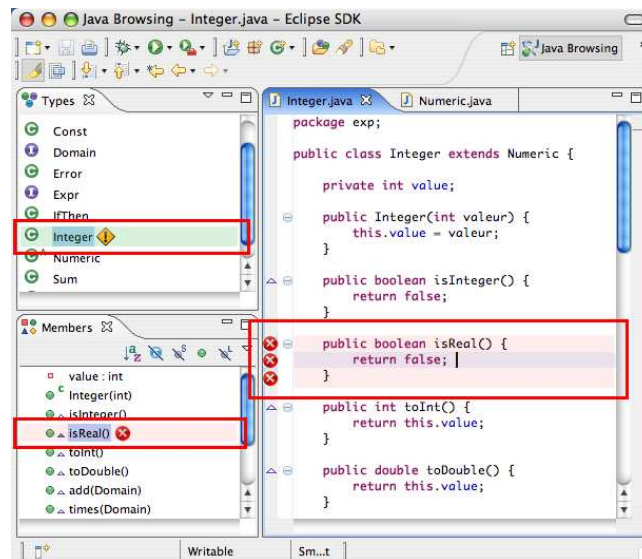 Java Browsing – Integer.java – Eclipse SDK
Java Browsing
Types
Const
Domain
Error
Expr
IfThen
Integer
Numeric
Sum
Members
value : int
Integer(int)
isInteger()
isReal()
toInt()
toDouble()
add(Domain)
times(Domain)
Integer.java
Numeric.java
package exp;
public class Integer extends Numeric {
private int value;
public Integer(int valeur) {
this.value = valeur;
}
public boolean isInteger() {
return false;
}
public boolean isReal() {
return false;
}
public int toInt() {
return this.value;
}
public double toDouble() {
return this.value;
}
Writable
Sm...t